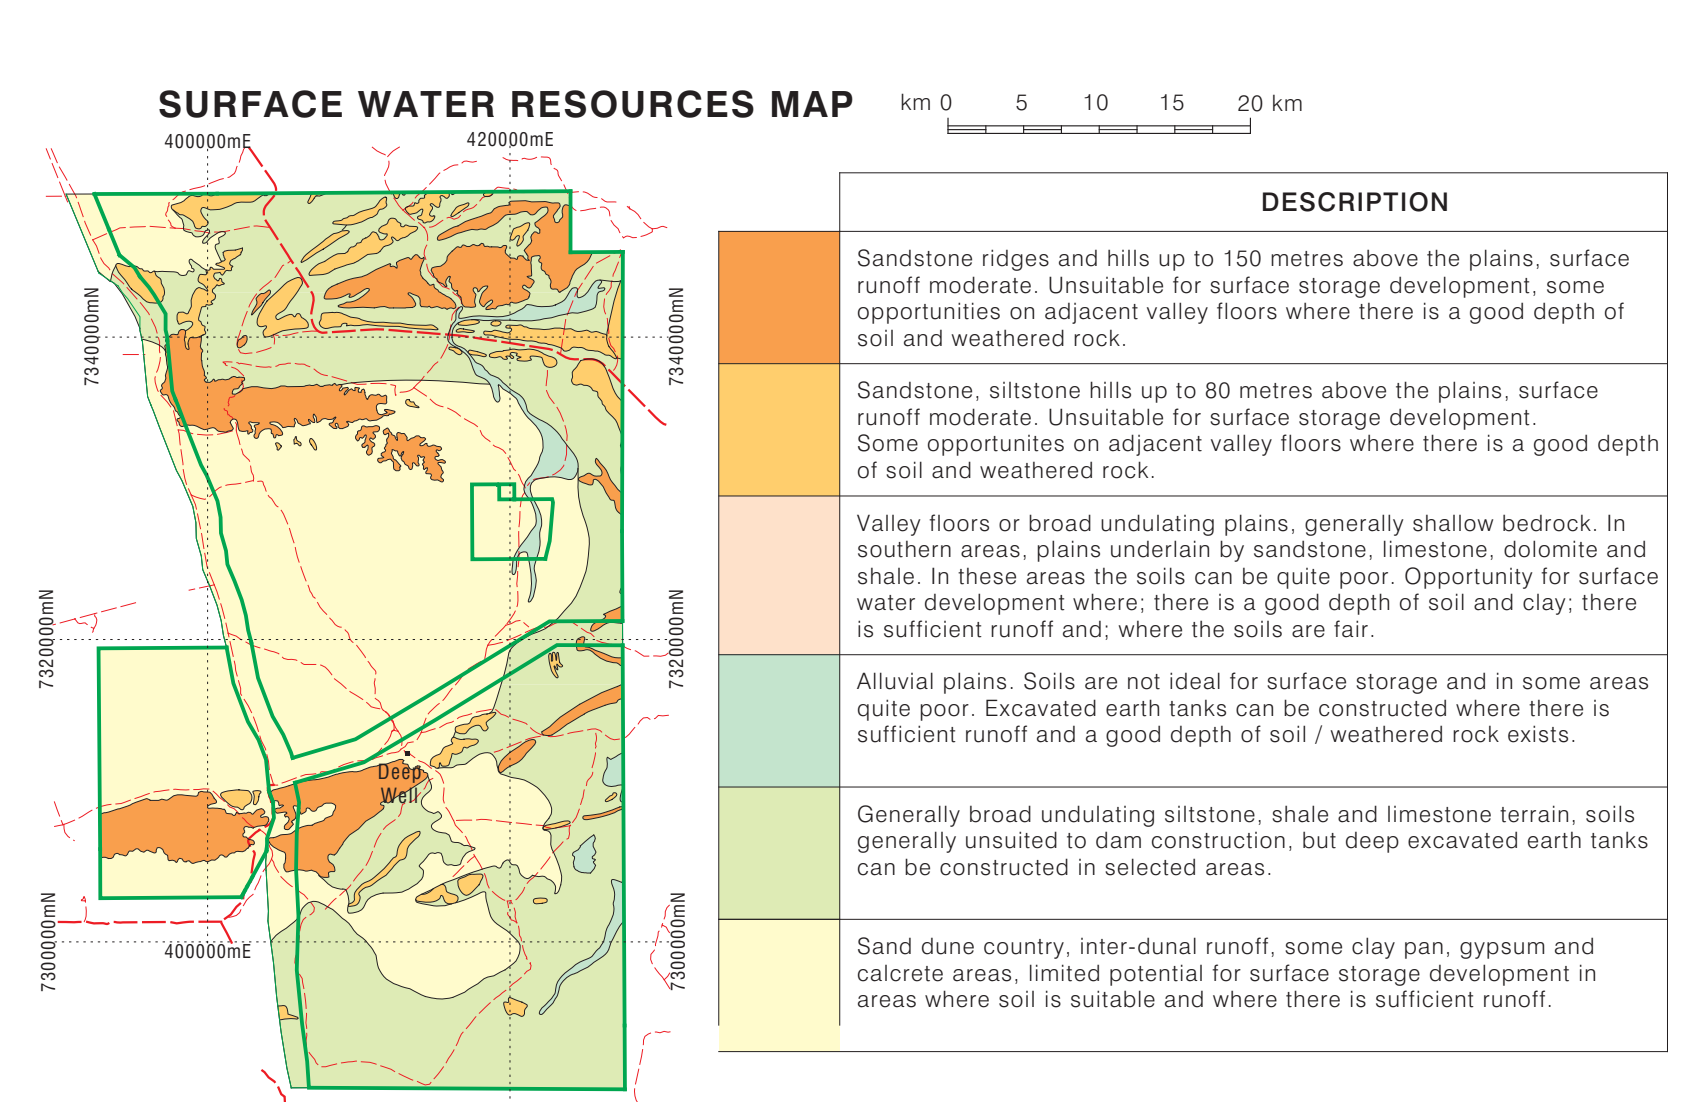 SURFACE WATER RESOURCES MAP
km 0 5 10 15 20 km
400000mE
420000mE
7340000mN
7340000mN
7320000mN
7320000mN
Deep
Well
7300000mN
7300000mN
400000mE
DESCRIPTION
Sandstone ridges and hills up to 150 metres above the plains, surface
runoff moderate. Unsuitable for surface storage development, some
opportunities on adjacent valley floors where there is a good depth of
soil and weathered rock.
Sandstone, siltstone hills up to 80 metres above the plains, surface
runoff moderate. Unsuitable for surface storage development.
Some opportunites on adjacent valley floors where there is a good depth
of soil and weathered rock.
Valley floors or broad undulating plains, generally shallow bedrock. In
southern areas, plains underlain by sandstone, limestone, dolomite and
shale. In these areas the soils can be quite poor. Opportunity for surface
water development where; there is a good depth of soil and clay; there
is sufficient runoff and; where the soils are fair.
Alluvial plains. Soils are not ideal for surface storage and in some areas
quite poor. Excavated earth tanks can be constructed where there is
sufficient runoff and a good depth of soil / weathered rock exists.
Generally broad undulating siltstone, shale and limestone terrain, soils
generally unsuited to dam construction, but deep excavated earth tanks
can be constructed in selected areas.
Sand dune country, inter-dunal runoff, some clay pan, gypsum and
calcrete areas, limited potential for surface storage development in
areas where soil is suitable and where there is sufficient runoff.